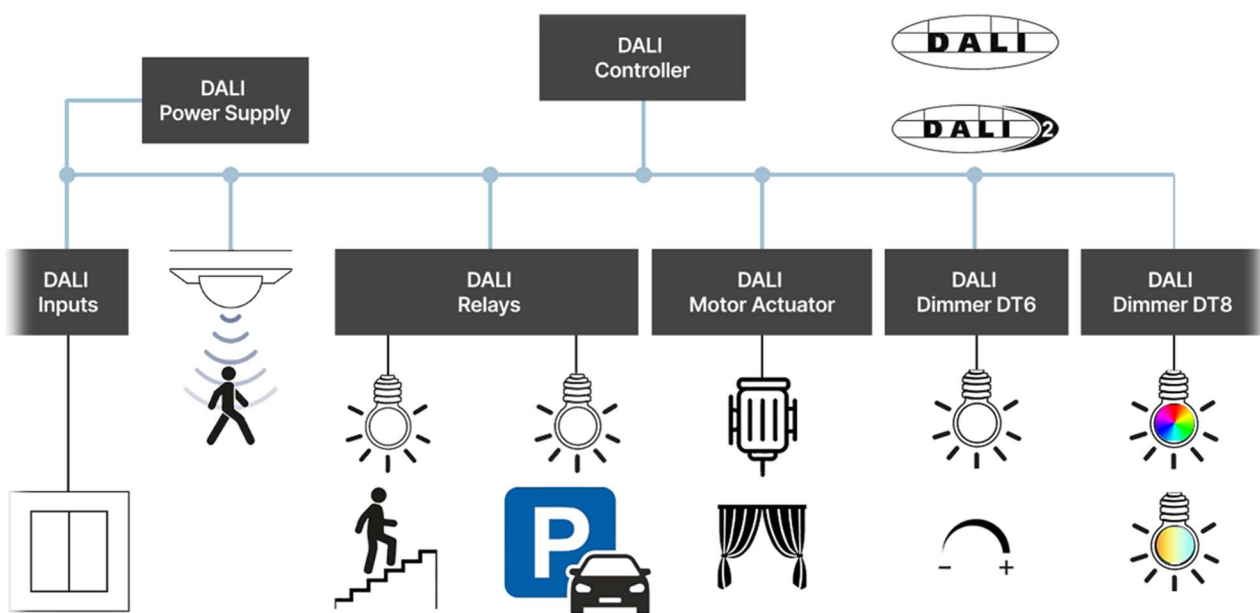 DALI
Controller
DALI
DALI
Power Supply
DALI 2
DALI
Inputs
DALI
Relays
DALI
Motor Actuator
DALI
Dimmer DT6
DALI
Dimmer DT8
P
- +